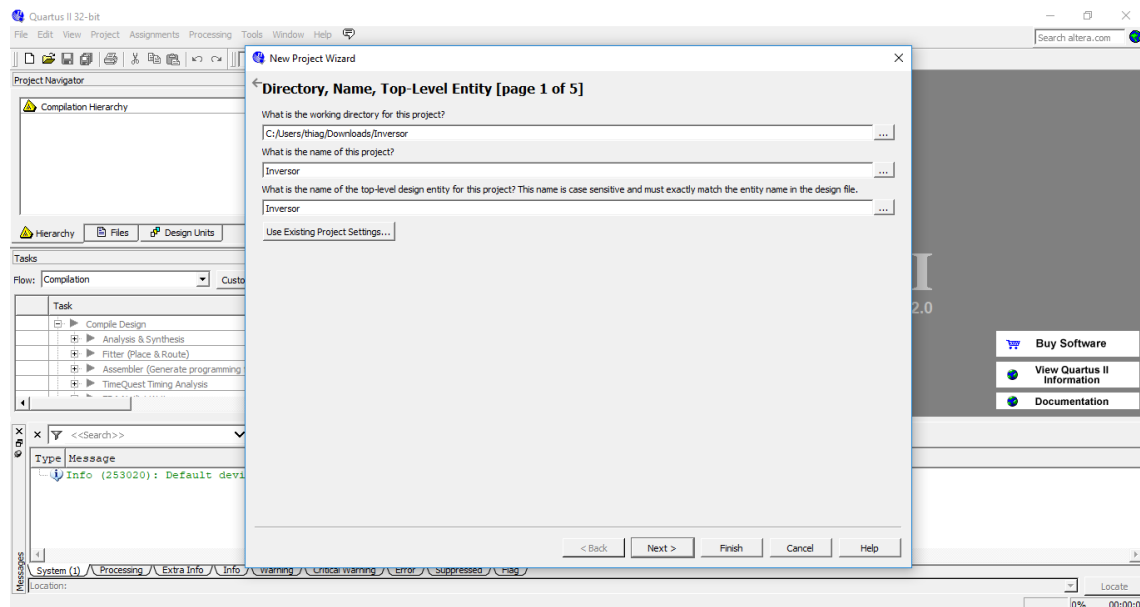 Quartus II 32-bit
File Edit View Project Assignments Processing Tools Window Help
Search altera.com
Project Navigator
Compilation Hierarchy
Hierarchy Files Design Units
Tasks
Flow: Compilation Custo
Task
Compile Design
Analysis & Synthesis
Fitter (Place & Route)
Assembler (Generate programming
TimeQuest Timing Analysis
New Project Wizard
Directory, Name, Top-Level Entity [page 1 of 5]
What is the working directory for this project?
C:/Users/thiag/Downloads/Inversor
...
What is the name of this project?
Inversor
...
What is the name of the top-level design entity for this project? This name is case sensitive and must exactly match the entity name in the design file.
Inversor
...
Use Existing Project Settings...
< Back Next > Finish Cancel Help
I
2.0
Buy Software
View Quartus II
Information
Documentation
<<Search>>
Type Message
Info (253020): Default devi
System (1) Processing Extra Info Info Warning Critical Warning Error Suppressed Flag
Messages
Location:
Locate
0% 00:00:0